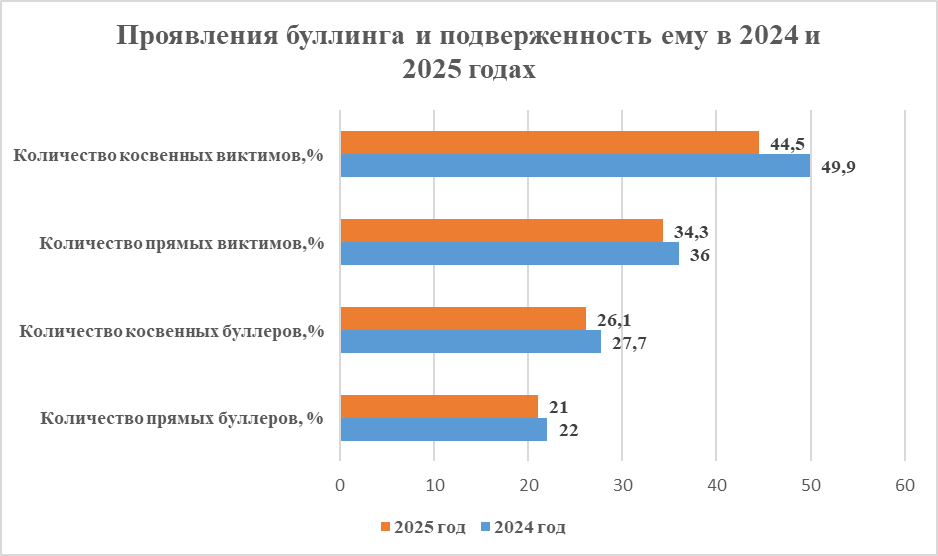 Проявления буллинга и подверженность ему в 2024 и
2025 годах
Количество косвенных виктимов,%
44,5
49,9
Количество прямых виктимов,%
34,3
36
Количество косвенных буллеров,%
26,1
27,7
Количество прямых буллеров, %
21
22
0 10 20 30 40 50 60
2025 год 2024 год